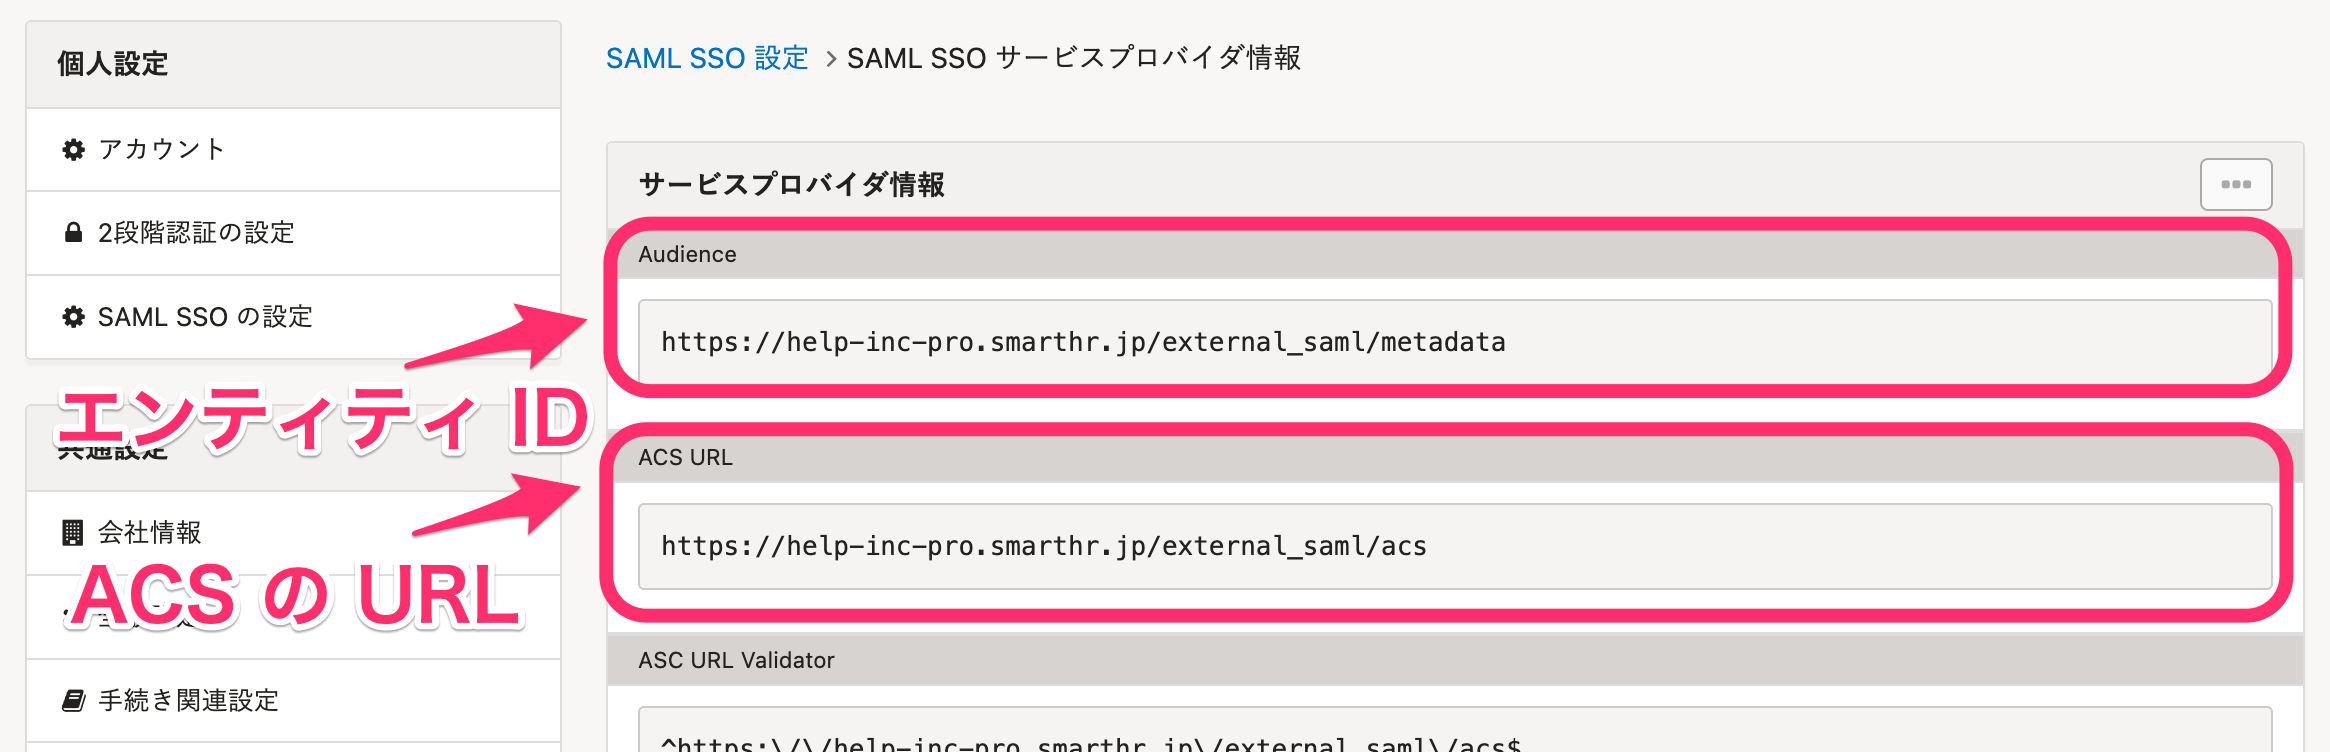 個人設定
アカウント
2段階認証の設定
SAML SSO の設定
エンティティ ID
共通設定
会社情報
ACS の URL
手続き関連設定
SAML SSO 設定 › SAML SSO サービスプロバイダ情報
サービスプロバイダ情報
Audience
https://help-inc-pro.smarthr.jp/external_saml/metadata
ACS URL
https://help-inc-pro.smarthr.jp/external_saml/acs
ASC URL Validator
^https:\/\/help-inc-pro.smarthr.jp\/external_saml\/acs$